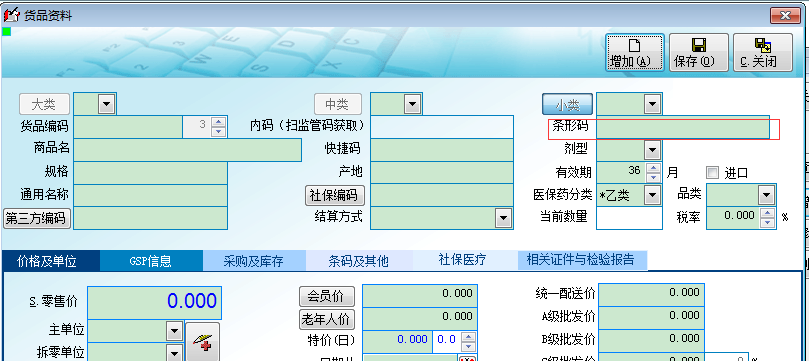 货品资料
增加(A) 保存(O) C.关闭
大类 中类 小类
货品编码 3 内码（扫监管码获取） 条形码
商品名 快捷码 剂型
规格 产地 有效期 36 月 进口
通用名称 社保编码 医保药分类 *乙类 品类
第三方编码 结算方式 当前数量 税率 0.000 %
价格及单位 GSP信息 采购及库存 条码及其他 社保医疗 相关证件与检验报告
S.零售价 0.000 会员价 0.000 统一配送价 0.000
老年人价 0.000 A级批发价 0.000
主单位 特价(日) 0.000 0.0 B级批发价 0.000
拆零单位 0.000 0 %